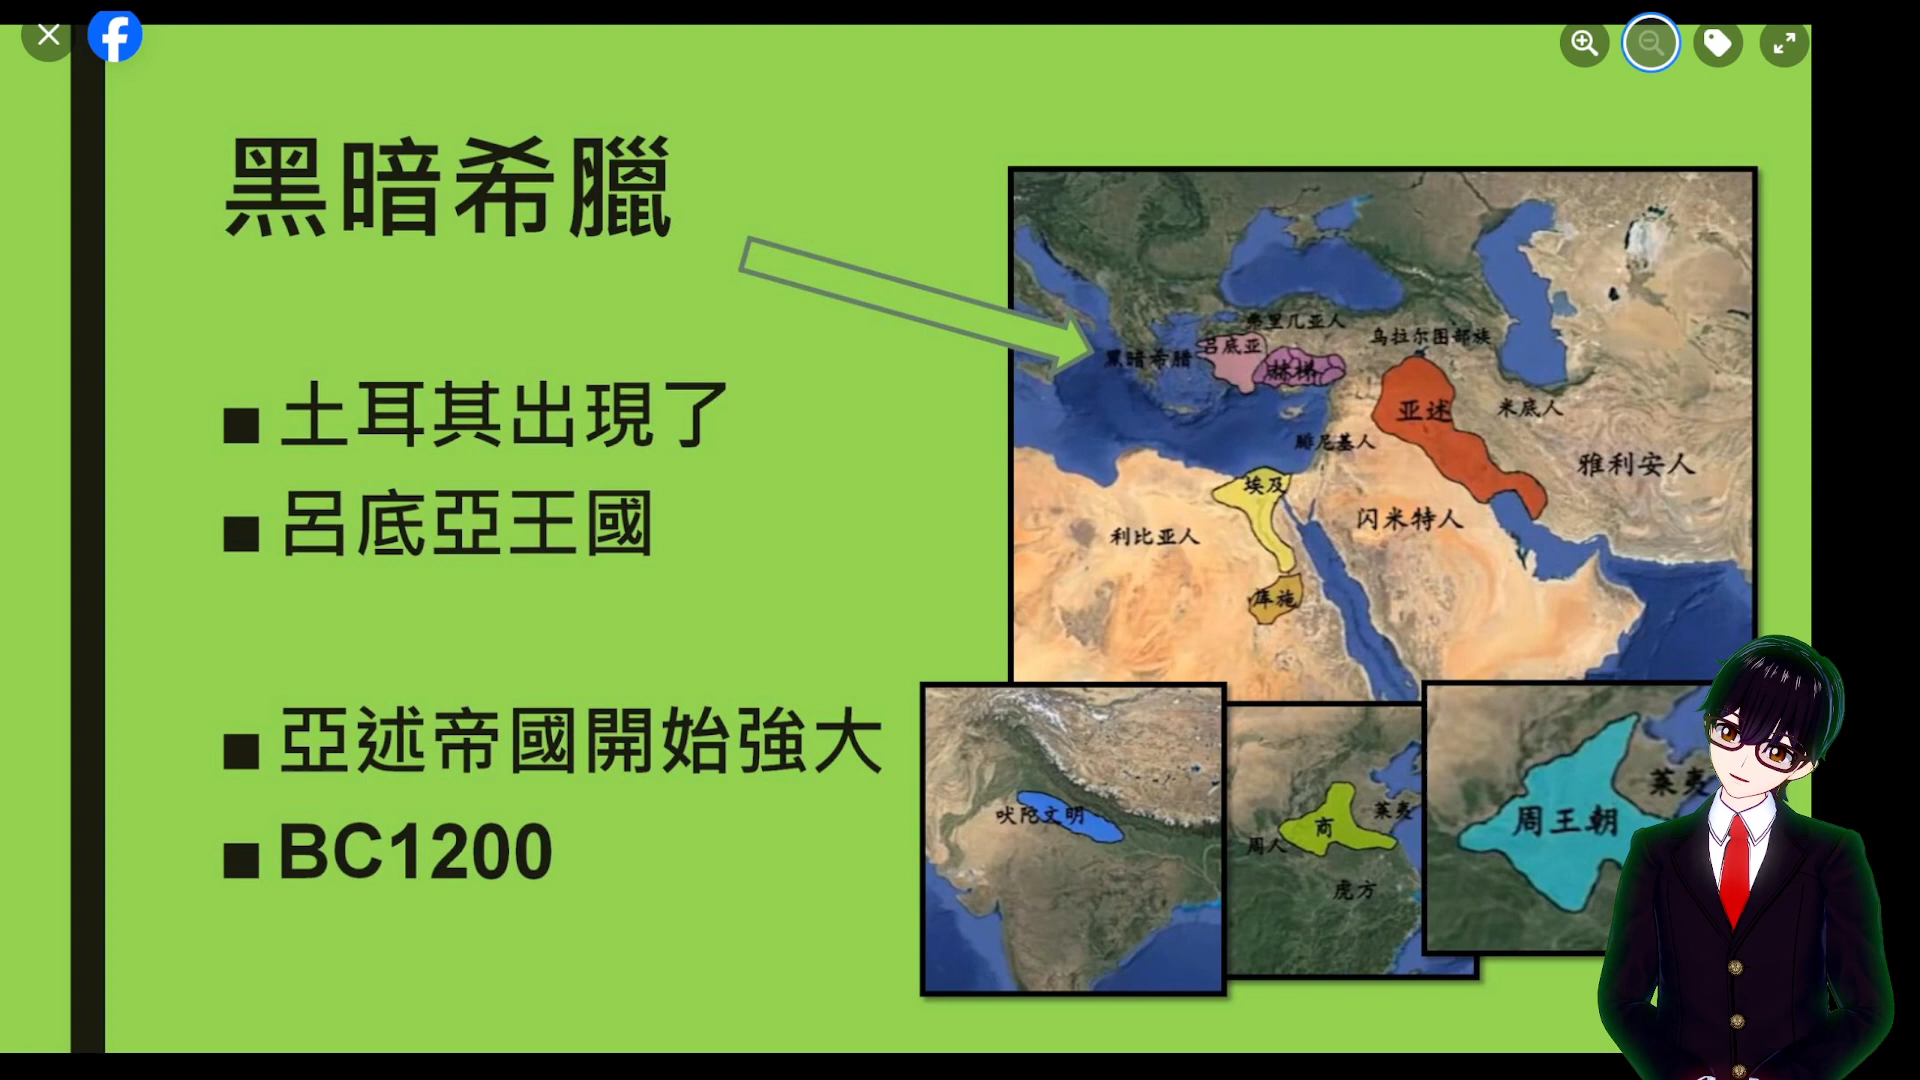 黑暗希臘
土耳其出現了
呂底亞王國
亞述帝國開始強大
BC1200
弗里几亚人
乌拉尔图部族
黑暗希腊
吕底亚
赫梯
亚述
米底人
腓尼基人
雅利安人
埃及
闪米特人
利比亚人
库施
吠陀文明
商
莱夷
周人
虎方
周王朝
莱夷